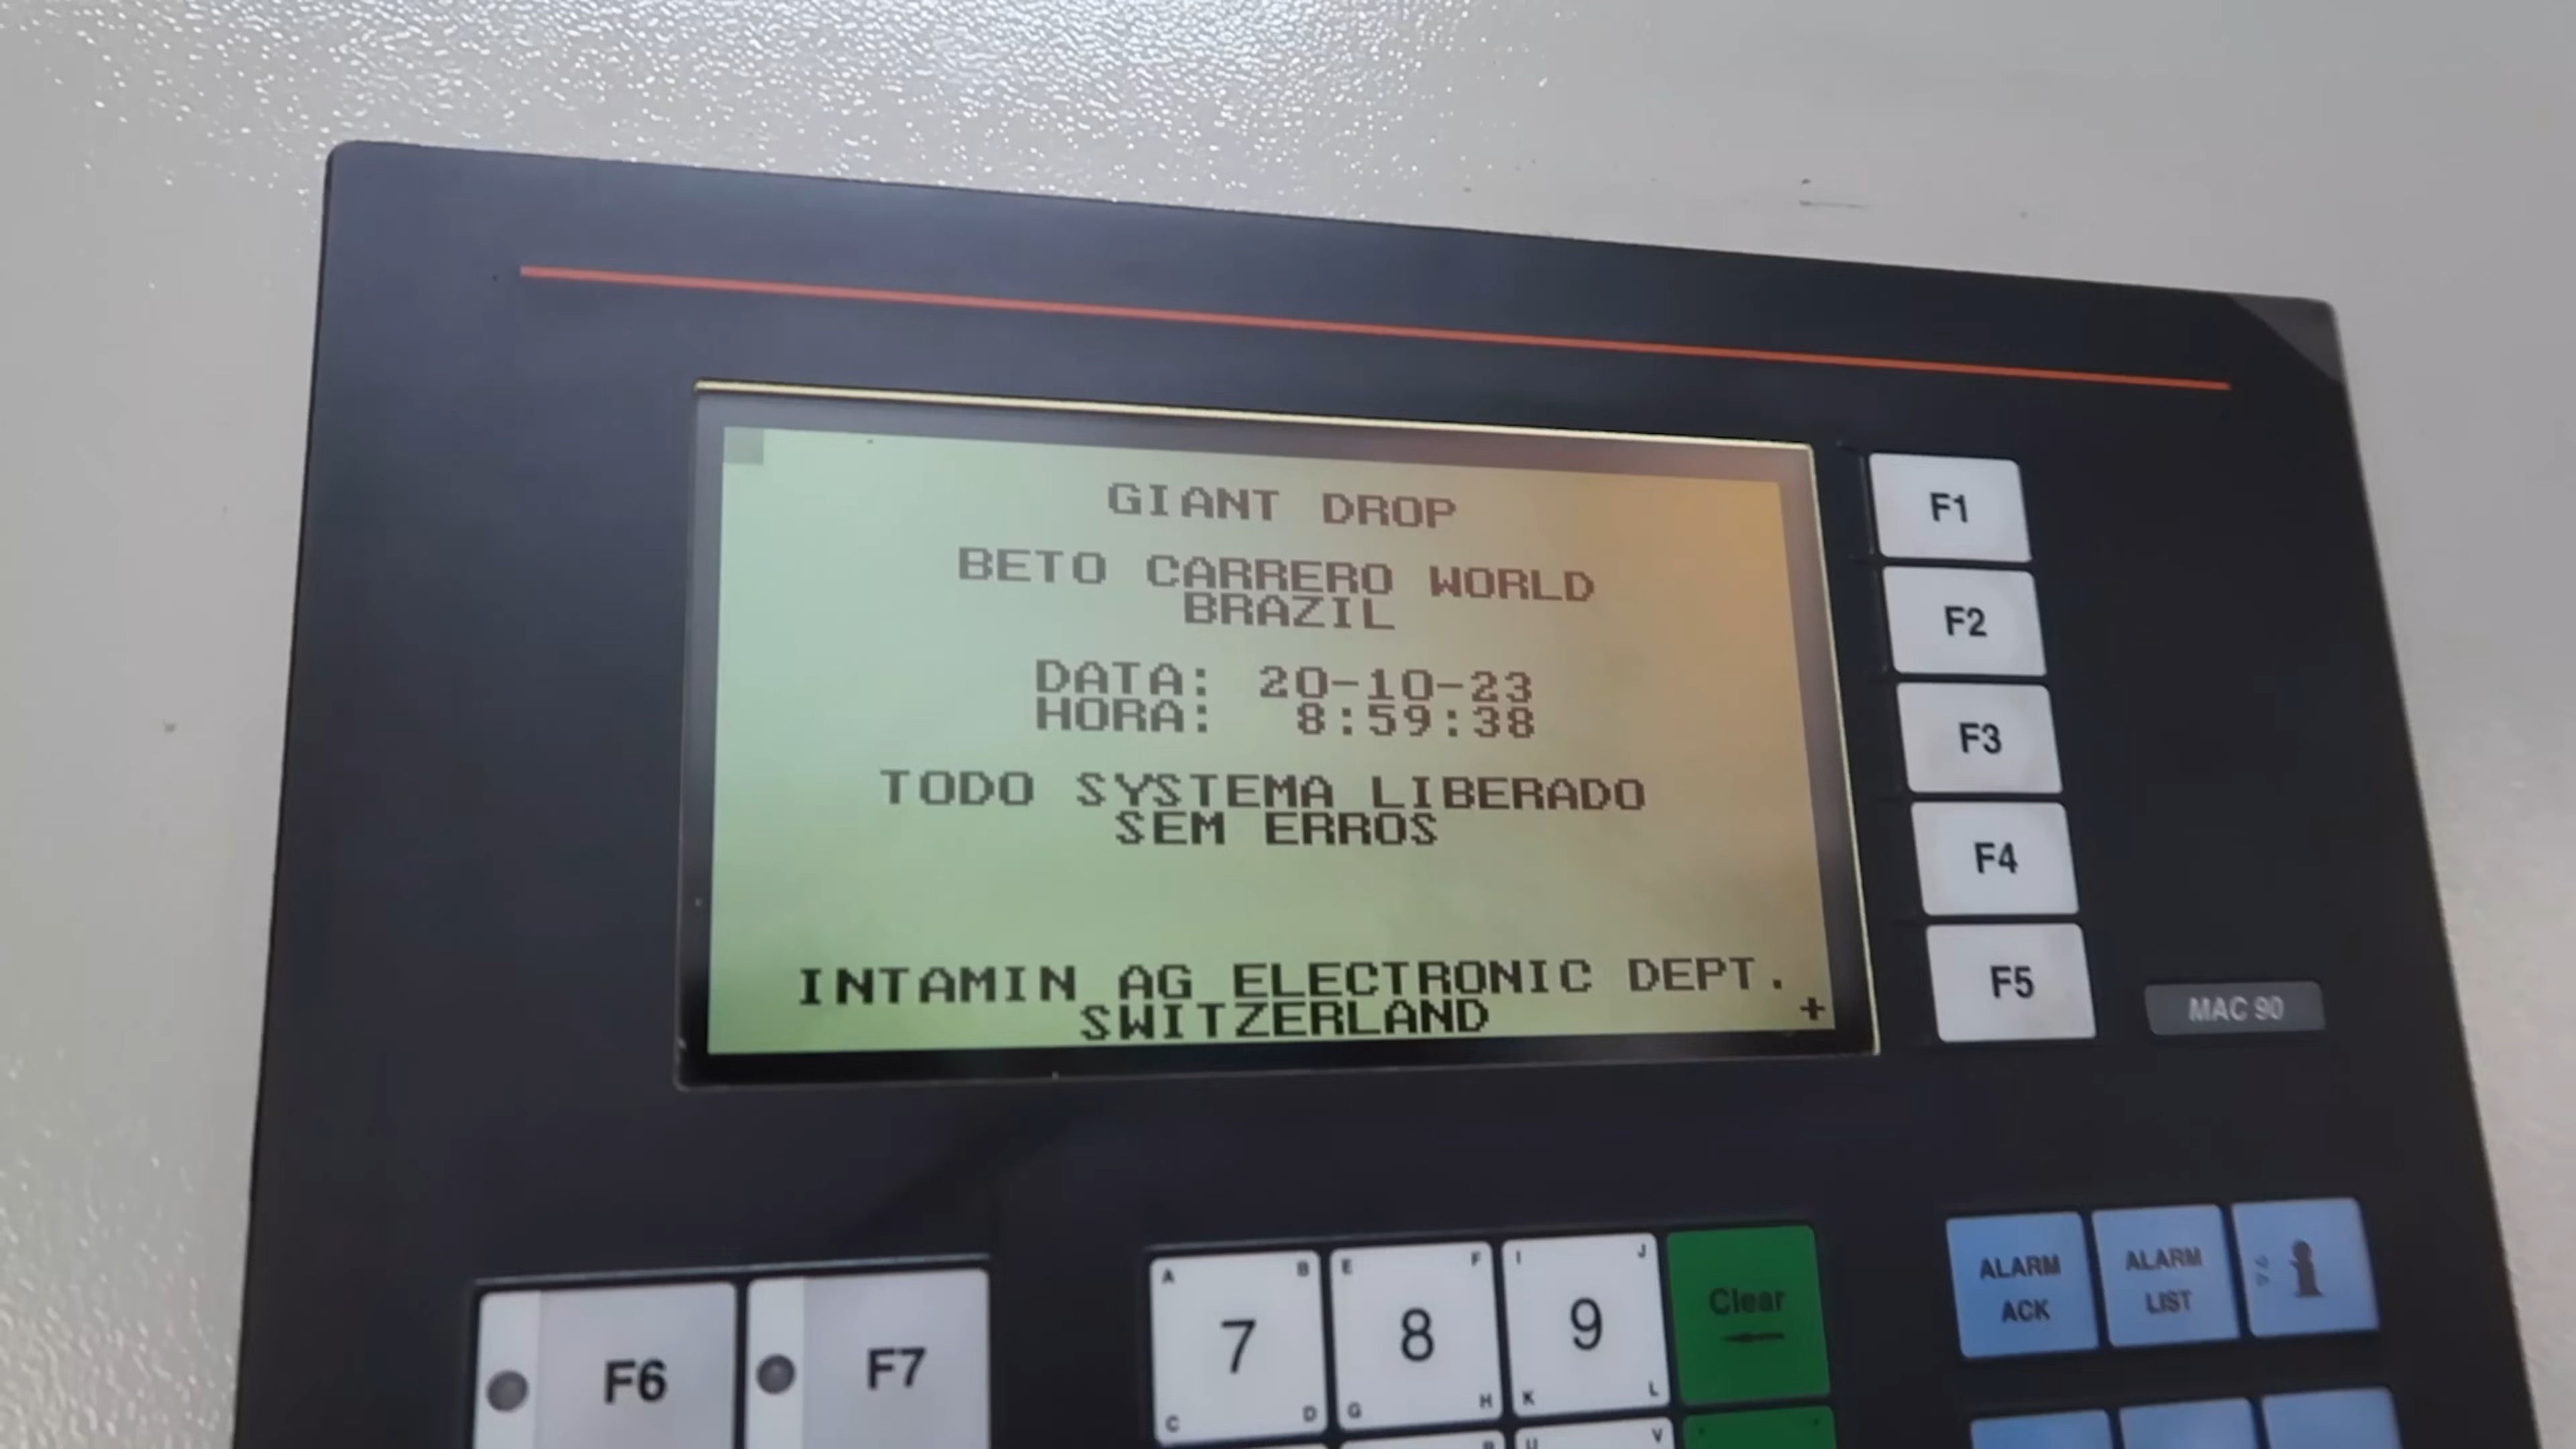 GIANT DROP
BETO CARRERO WORLD
BRAZIL
DATA: 20-10-23
HORA: 8:59:38
TODO SYSTEMA LIBERADO
SEM ERROS
INTAMIN AG ELECTRONIC DEPT.
SWITZERLAND
+
F1
F2
F3
F4
F5
MAC 90
F6
F7
A B
7
C D
E F
8
G H
I J
9
K L
Clear
ALARM
ACK
ALARM
LIST
i